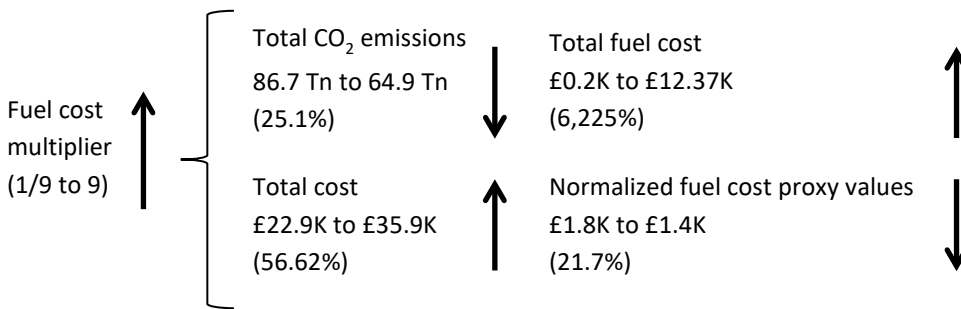 Fuel cost
multiplier
(1/9 to 9)
Total CO₂ emissions
86.7 Tn to 64.9 Tn
(25.1%)
Total fuel cost
£0.2K to £12.37K
(6,225%)
Total cost
£22.9K to £35.9K
(56.62%)
Normalized fuel cost proxy values
£1.8K to £1.4K
(21.7%)